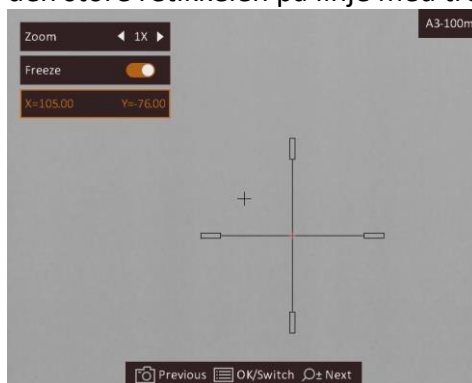 den store retikkelen på linje med
A3-100m
Zoom 1X
Freeze
X=105.00 Y=-76.00
Previous OK/Switch Next